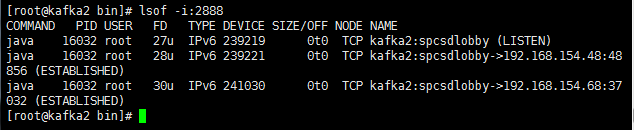 [root@kafka2 bin]# lsof -i:2888
COMMAND   PID USER   FD   TYPE DEVICE SIZE/OFF NODE NAME
java    16032 root   27u  IPv6 239219      0t0  TCP kafka2:spcsdlobby (LISTEN)
java    16032 root   28u  IPv6 239221      0t0  TCP kafka2:spcsdlobby->192.168.154.48:48
856 (ESTABLISHED)
java    16032 root   30u  IPv6 241030      0t0  TCP kafka2:spcsdlobby->192.168.154.68:37
032 (ESTABLISHED)
[root@kafka2 bin]#